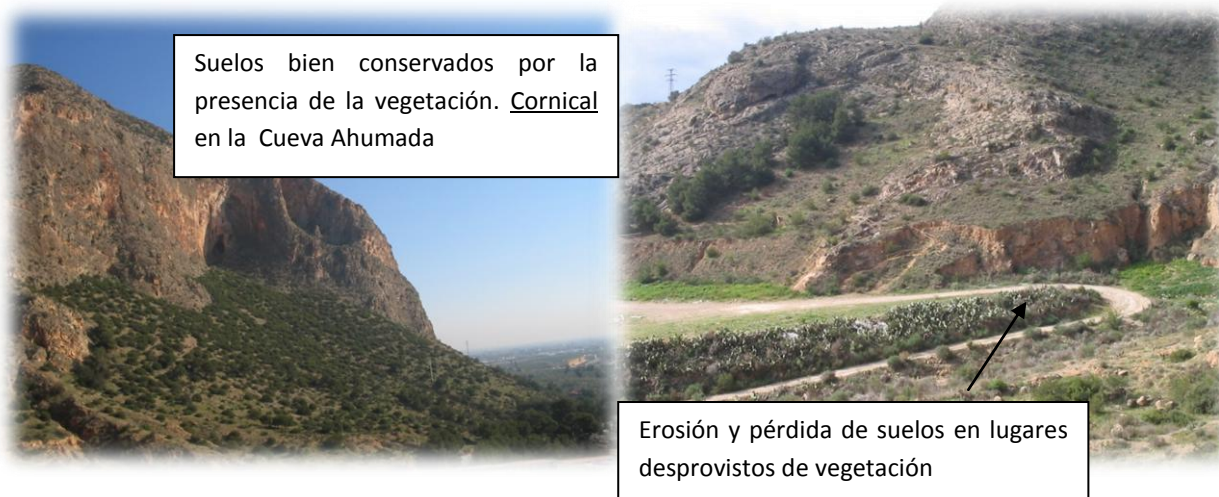 Suelos bien conservados por la
presencia de la vegetación. Cornical
en la Cueva Ahumada
Erosión y pérdida de suelos en lugares
desprovistos de vegetación